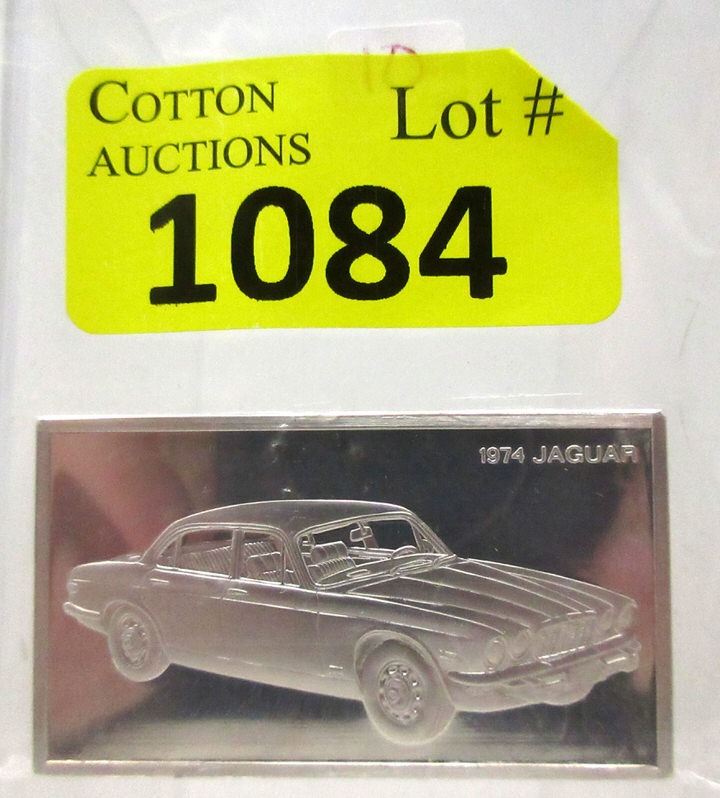 COTTON
AUCTIONS
Lot #
1084
1974 JAGUAR